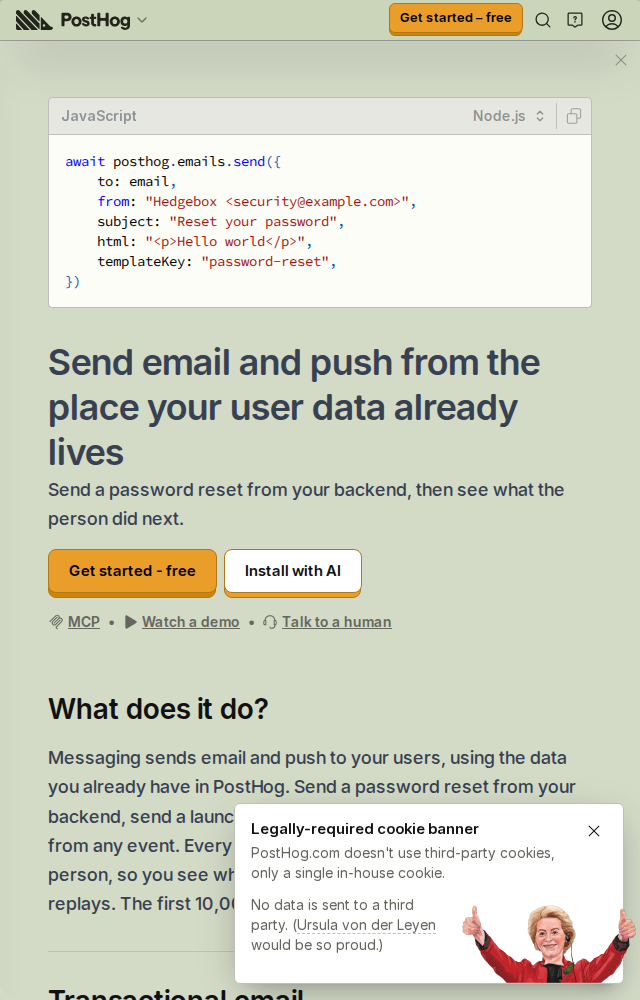 PostHog
Get started – free
JavaScript
Node.js
await posthog.emails.send({
to: email,
from: "Hedgebox <security@example.com>",
subject: "Reset your password",
html: "<p>Hello world</p>",
templateKey: "password-reset",
})
Send email and push from the
place your user data already
lives
Send a password reset from your backend, then see what the
person did next.
Get started - free
Install with AI
MCP • Watch a demo • Talk to a human
What does it do?
Messaging sends email and push to your users, using the data
you already have in PostHog. Send a password reset from your
backend, send a
from any event. Every
person, so you see
replays. The first
Legally-required cookie banner
PostHog.com doesn't use third-party cookies,
only a single in-house cookie.
No data is sent to a third
party. (Ursula von der Leyen
would be so proud.)
Transactional email